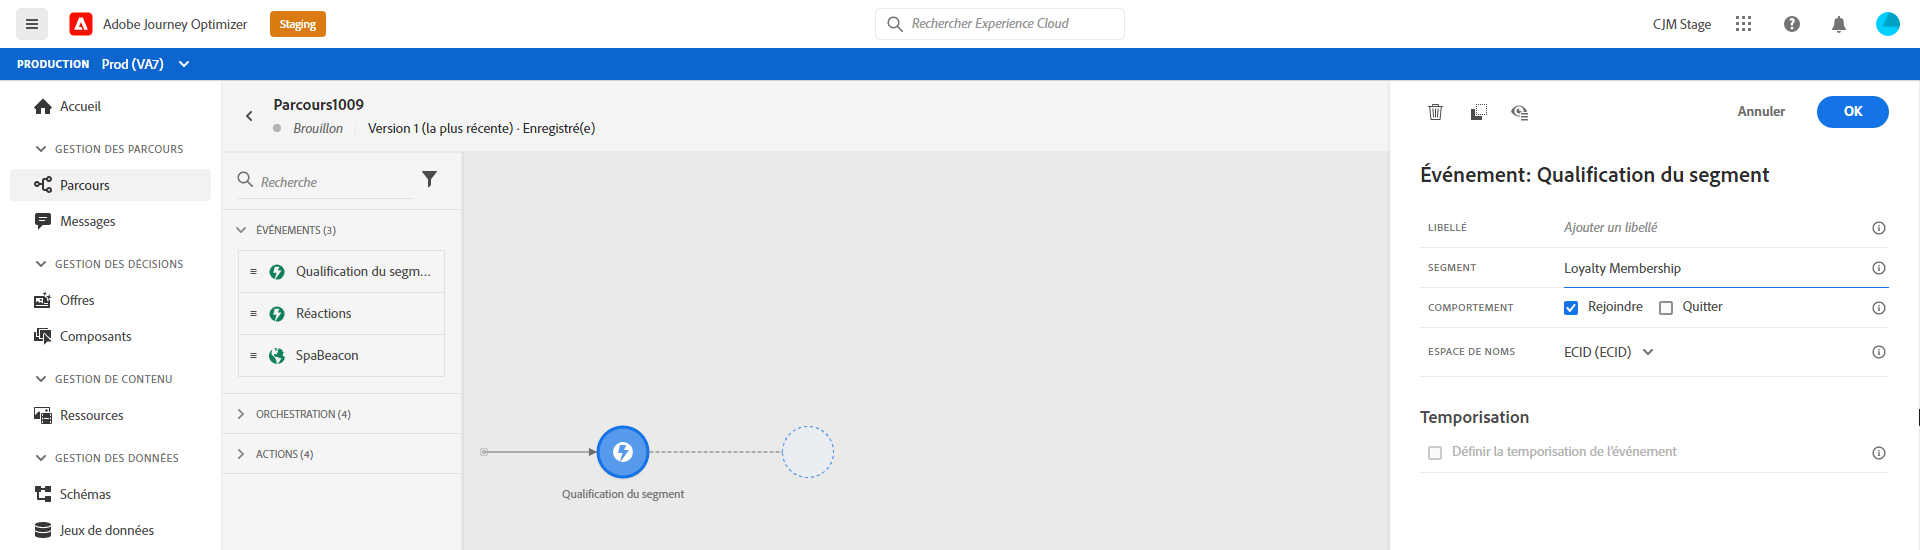 Adobe Journey Optimizer
Staging
Rechercher Experience Cloud
CJM Stage
PRODUCTION Prod (VA7)
Accueil
GESTION DES PARCOURS
Parcours
Messages
GESTION DES DÉCISIONS
Offres
Composants
GESTION DE CONTENU
Ressources
GESTION DES DONNÉES
Schémas
Jeux de données
Parcours1009
Brouillon
Version 1 (la plus récente) · Enregistré(e)
Recherche
ÉVÉNEMENTS (3)
Qualification du segm...
Réactions
SpaBeacon
ORCHESTRATION (4)
ACTIONS (4)
Qualification du segment
Annuler
OK
Événement: Qualification du segment
LIBELLÉ Ajouter un libellé
SEGMENT Loyalty Membership
COMPORTEMENT Rejoindre Quitter
ESPACE DE NOMS ECID (ECID)
Temporisation
Définir la temporisation de l'événement